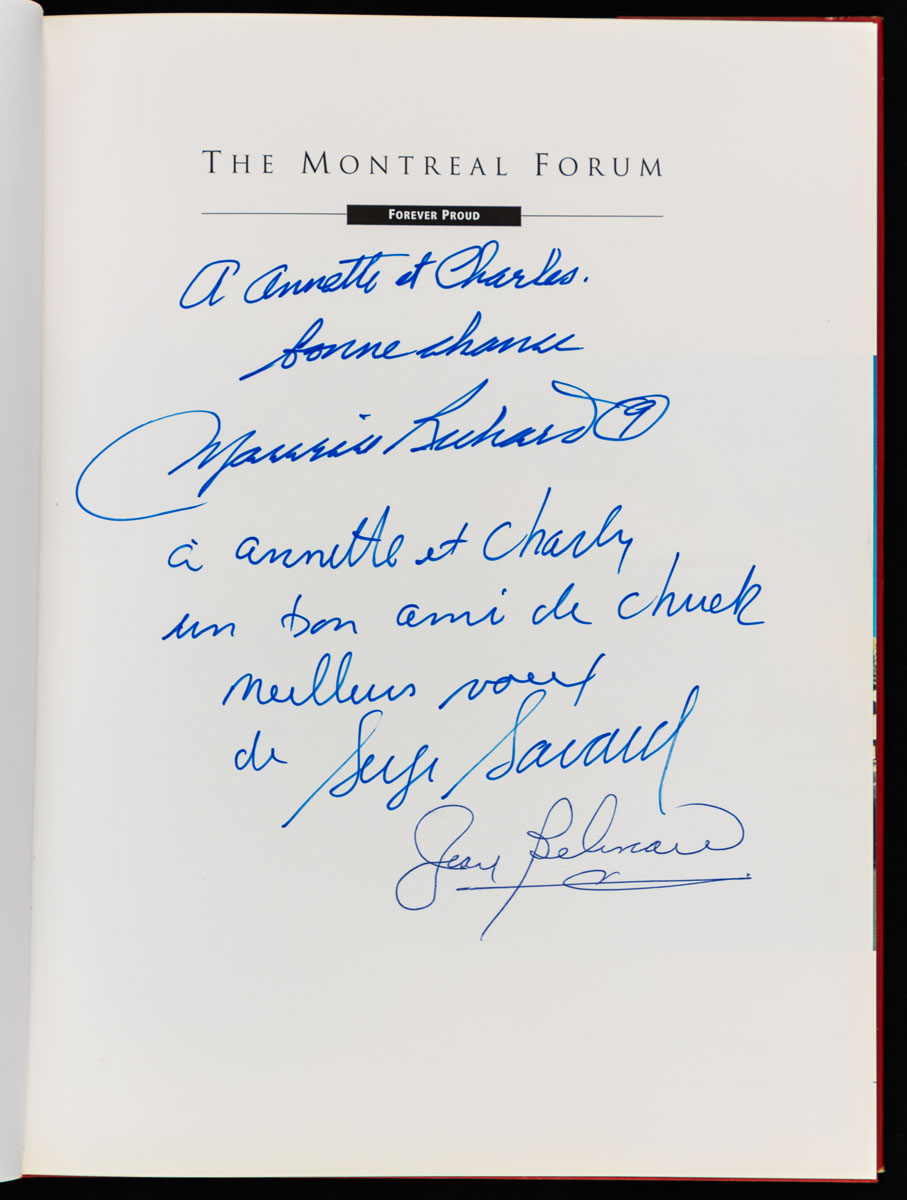 THE MONTREAL FORUM
FOREVER PROUD
A Annette et Charles.
bonne chance
Maurice Richard 9
à annette et Charly
un bon ami de chuck
meilleurs voeux
de Serge Savard
Jean Beliveau